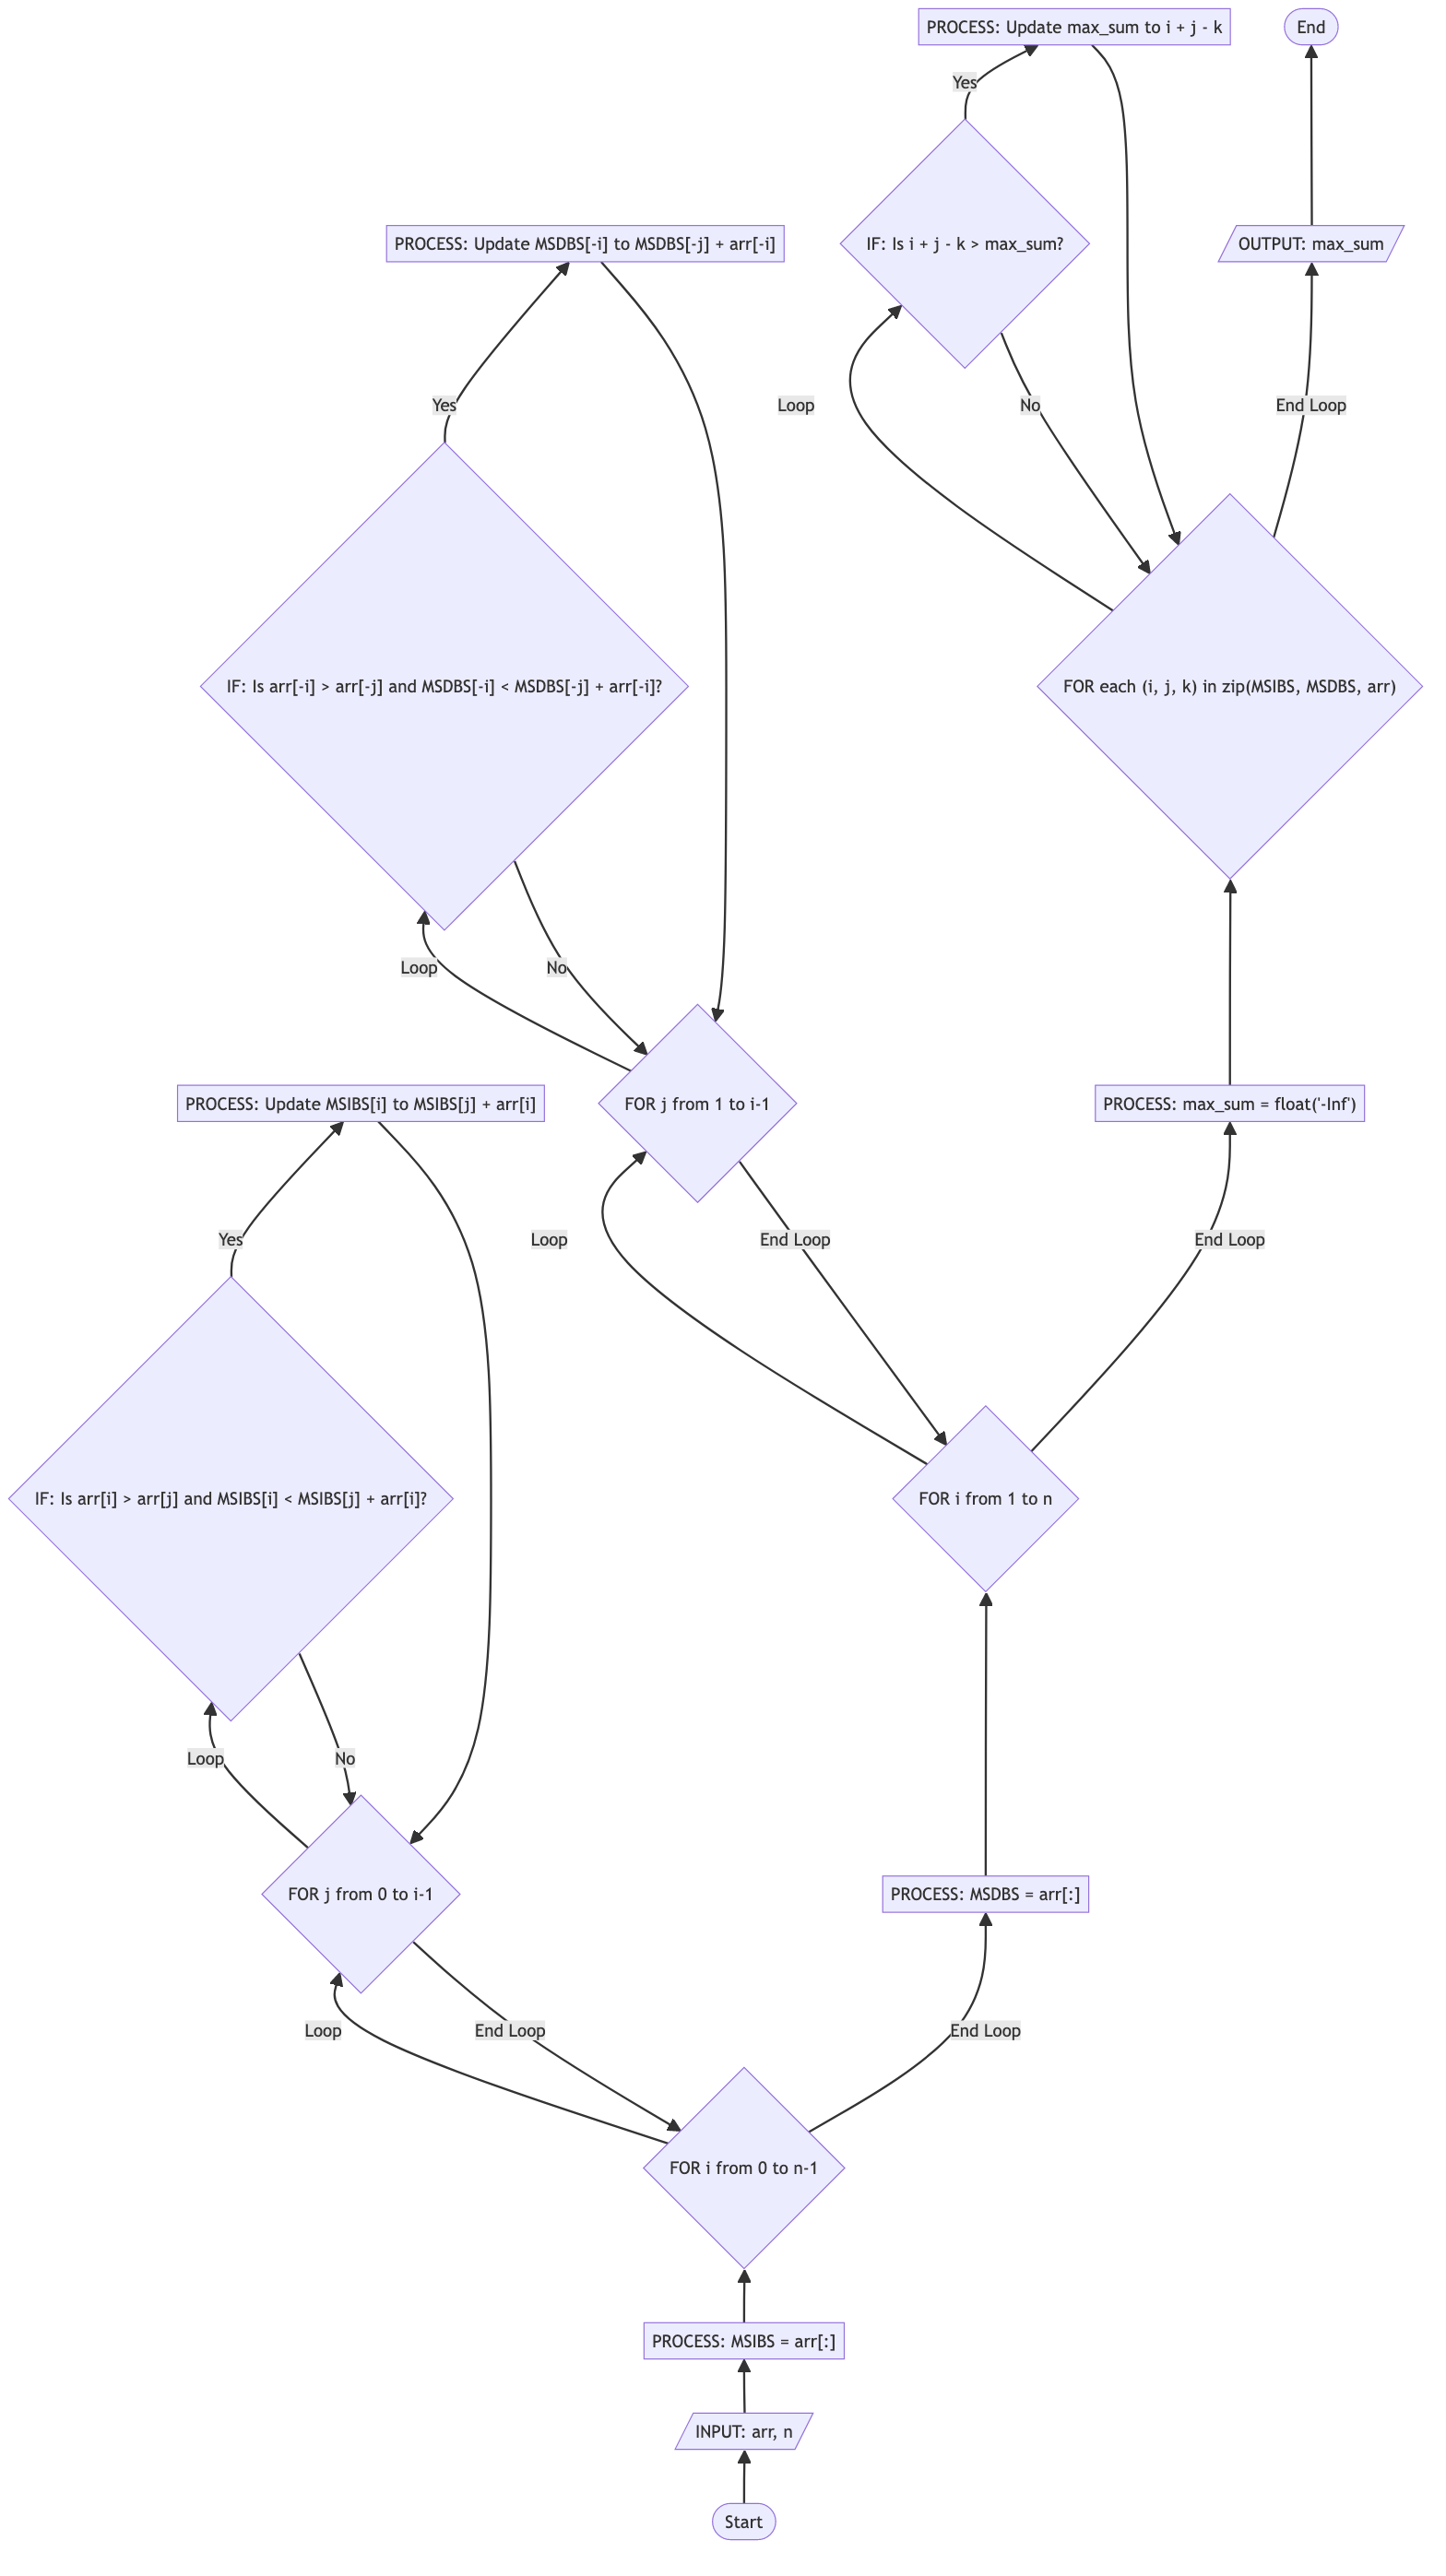 PROCESS: Update max_sum to i + j - k
End
Yes
PROCESS: Update MSDBS[-i] to MSDBS[-j] + arr[-i]
IF: Is i + j - k > max_sum?
OUTPUT: max_sum
Yes
Loop
No
End Loop
IF: Is arr[-i] > arr[-j] and MSDBS[-i] < MSDBS[-j] + arr[-i]?
FOR each (i, j, k) in zip(MSIBS, MSDBS, arr)
Loop
No
PROCESS: Update MSIBS[i] to MSIBS[j] + arr[i]
FOR j from 1 to i-1
PROCESS: max_sum = float('-Inf')
Yes
Loop
End Loop
End Loop
IF: Is arr[i] > arr[j] and MSIBS[i] < MSIBS[j] + arr[i]?
FOR i from 1 to n
Loop
No
FOR j from 0 to i-1
PROCESS: MSDBS = arr[:]
Loop
End Loop
End Loop
FOR i from 0 to n-1
PROCESS: MSIBS = arr[:]
INPUT: arr, n
Start